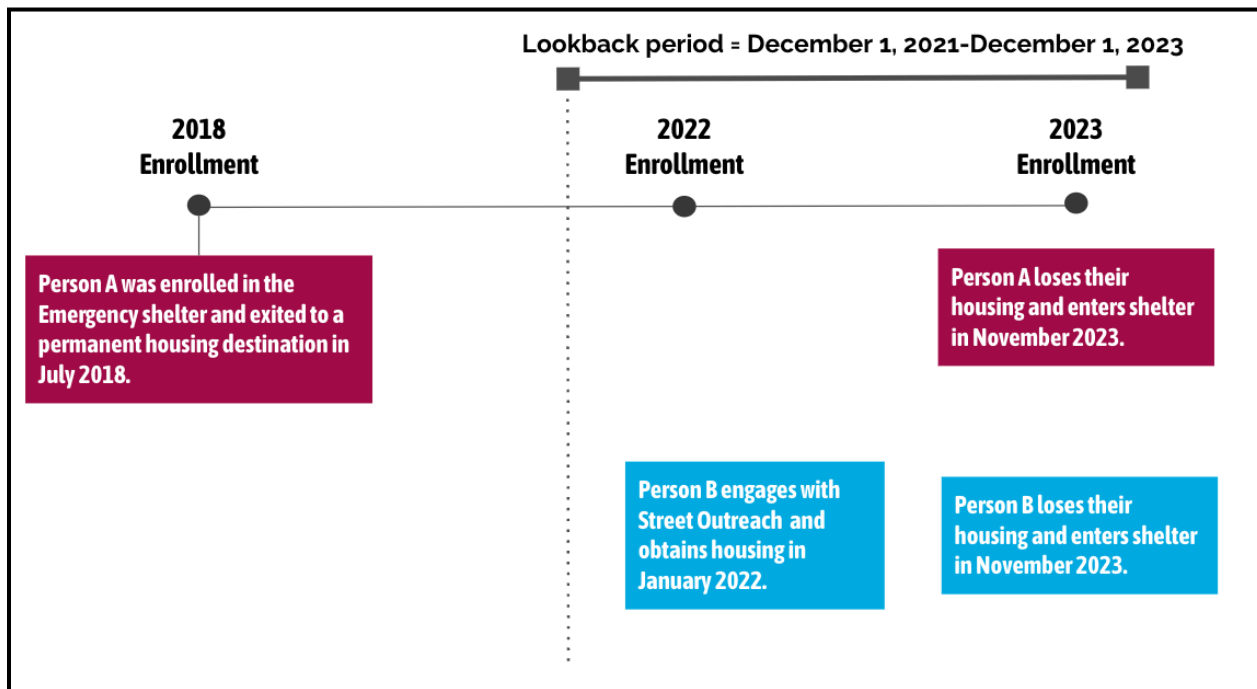 Lookback period = December 1, 2021-December 1, 2023
2018
Enrollment
2022
Enrollment
2023
Enrollment
Person A was enrolled in the
Emergency shelter and exited to a
permanent housing destination in
July 2018.
Person A loses their
housing and enters shelter
in November 2023.
Person B engages with
Street Outreach and
obtains housing in
January 2022.
Person B loses their
housing and enters shelter
in November 2023.